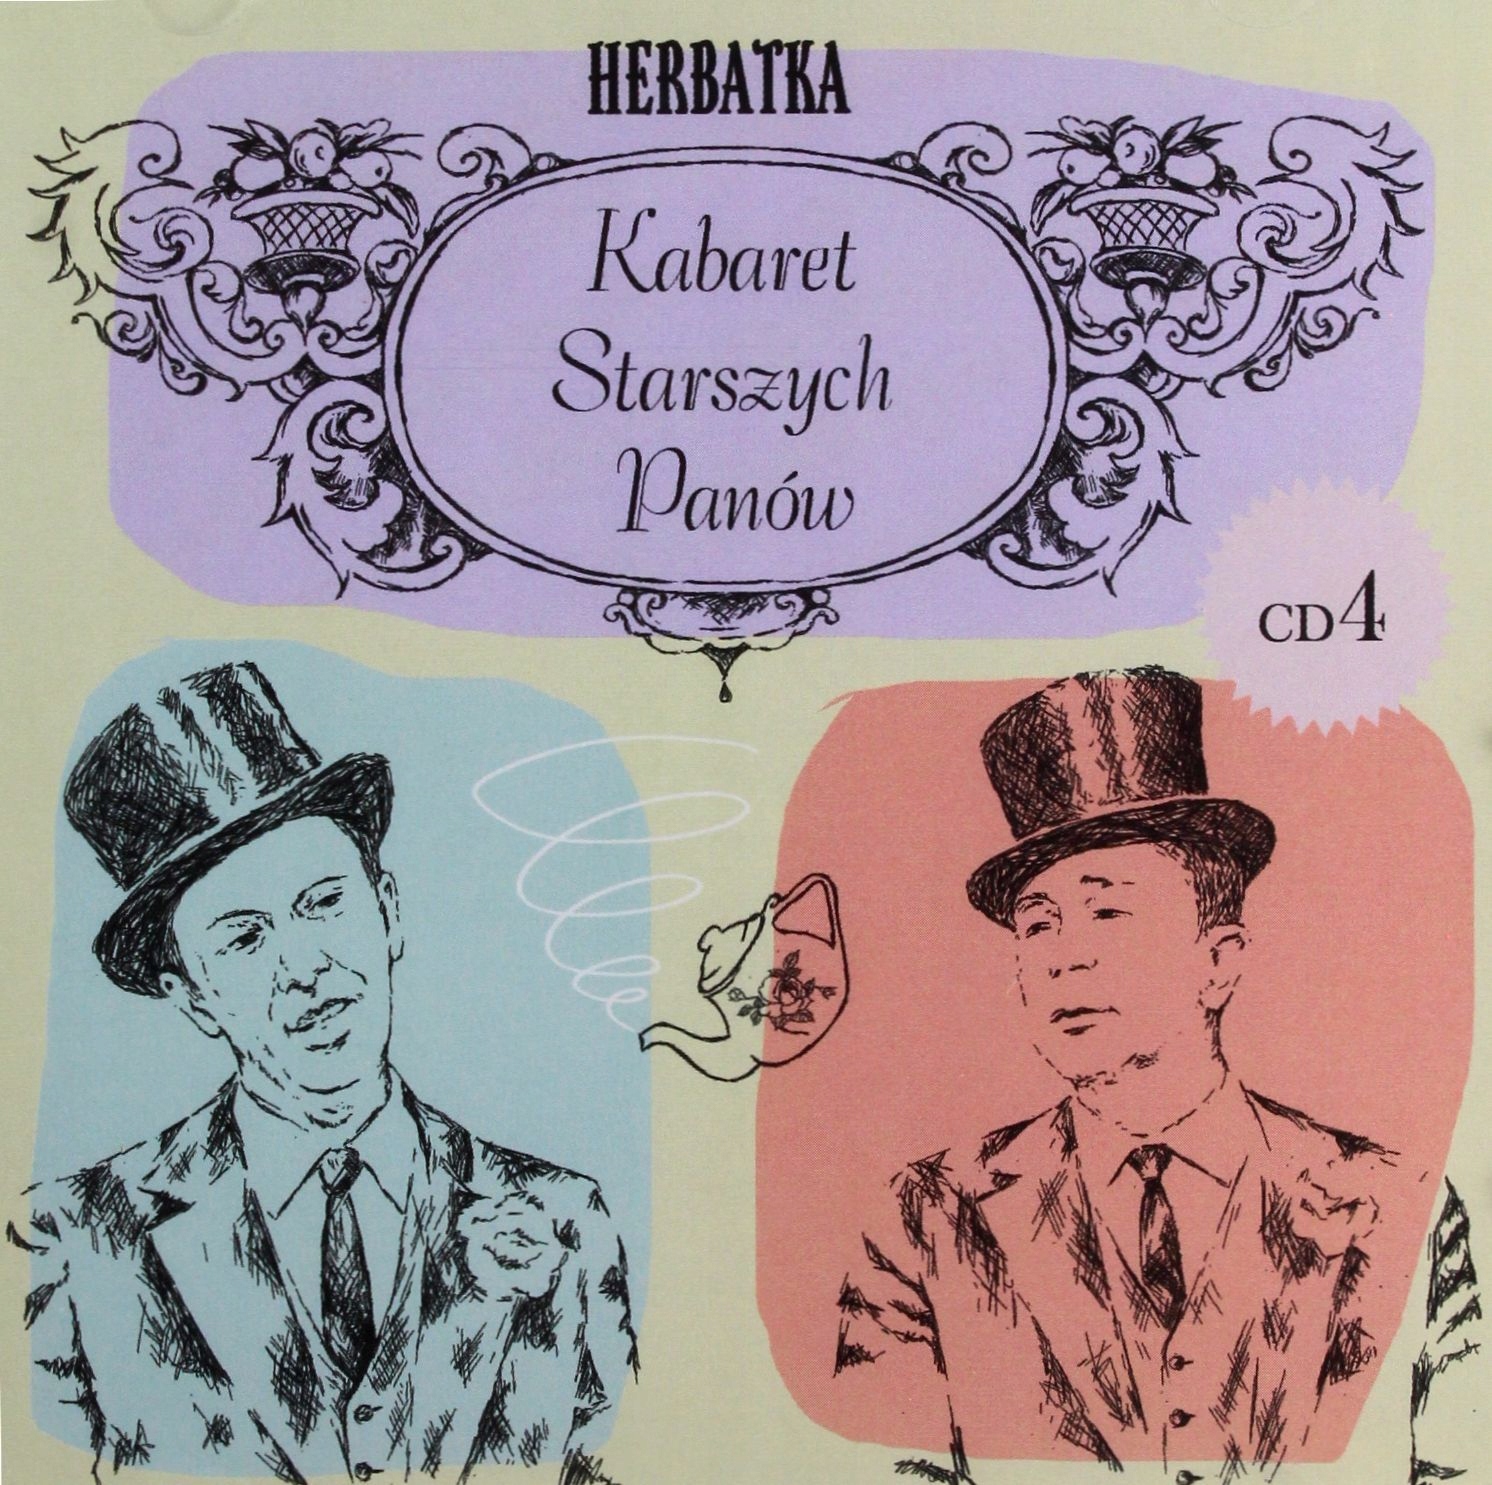 HERBATKA
Kabaret
Starszych
Panów
CD4